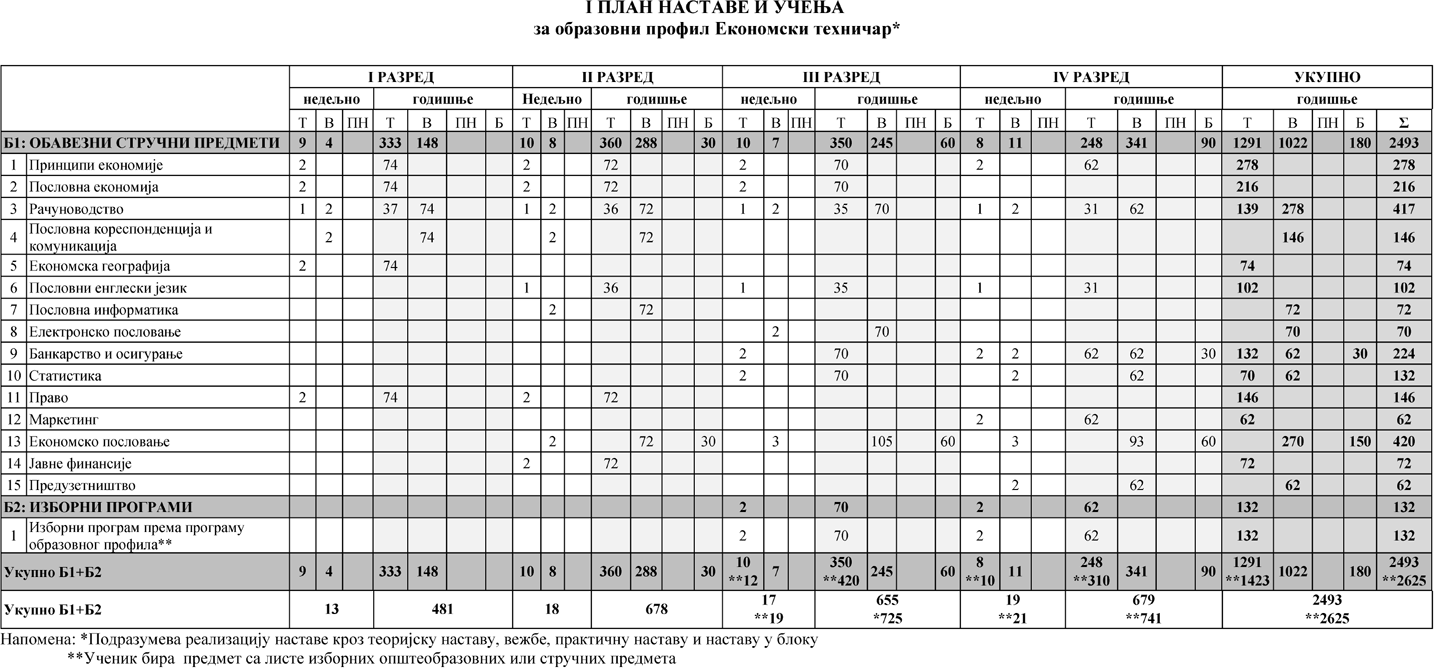 I ПЛАН НАСТАВЕ И УЧЕЊА
за образовни профил Економски техничар*
I РАЗРЕД II РАЗРЕД III РАЗРЕД IV РАЗРЕД УКУПНО
недељно годишње Недељно годишње недељно годишње недељно годишње годишње
Т В ПН Т В ПН Б Т В ПН Т В ПН Б Т В ПН Т В ПН Б Т В ПН Т В ПН Б Т В ПН Б Σ
Б1: ОБАВЕЗНИ СТРУЧНИ ПРЕДМЕТИ 9 4 333 148 10 8 360 288 30 10 7 350 245 60 8 11 248 341 90 1291 1022 180 2493
1 Принципи економије 2 74 2 72 2 70 2 62 278 278
2 Пословна економија 2 74 2 72 2 70 216 216
3 Рачуноводство 1 2 37 74 1 2 36 72 1 2 35 70 1 2 31 62 139 278 417
4 Пословна кореспонденција и
комуникација 2 74 2 72 146 146
5 Економска географија 2 74 74 74
6 Пословни енглески језик 1 36 1 35 1 31 102 102
7 Пословна информатика 2 72 72 72
8 Електронско пословање 2 70 70 70
9 Банкарство и осигурање 2 70 2 2 62 62 30 132 62 30 224
10 Статистика 2 70 2 62 70 62 132
11 Право 2 74 2 72 146 146
12 Маркетинг 2 62 62 62
13 Економско пословање 2 72 30 3 105 60 3 93 60 270 150 420
14 Јавне финансије 2 72 72 72
15 Предузетништво 2 62 62 62
Б2: ИЗБОРНИ ПРОГРАМИ 2 70 2 62 132 132
1 Изборни програм према програму
образовног профила** 2 70 2 62 132 132
Укупно Б1+Б2 9 4 333 148 10 8 360 288 30 10 7 350 245 60 8 11 248 341 90 1291 1022 180 2493
**12 **420 **10 **310 **1423 **2625
Укупно Б1+Б2 13 481 18 678 17 655 19 679 2493
**19 *725 **21 **741 **2625
Напомена: *Подразумева реализацију наставе кроз теоријску наставу, вежбе, практичну наставу и наставу у блоку
**Ученик бира предмет са листе изборних општеобразовних или стручних предмета